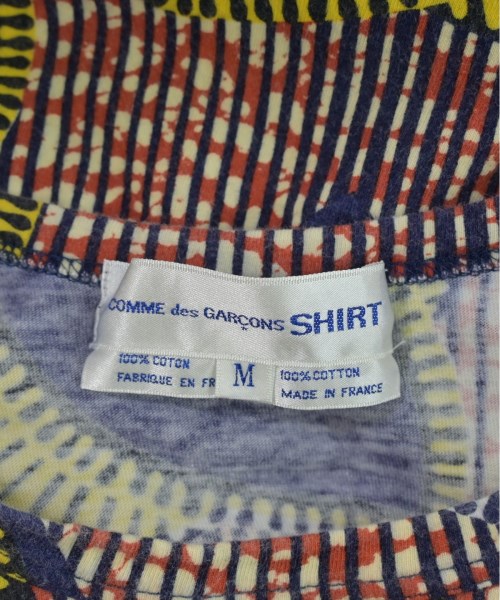 COMME des GARÇONS SHIRT
100% COTON
FABRIQUE EN FR
M
100% COTTON
MADE IN FRANCE